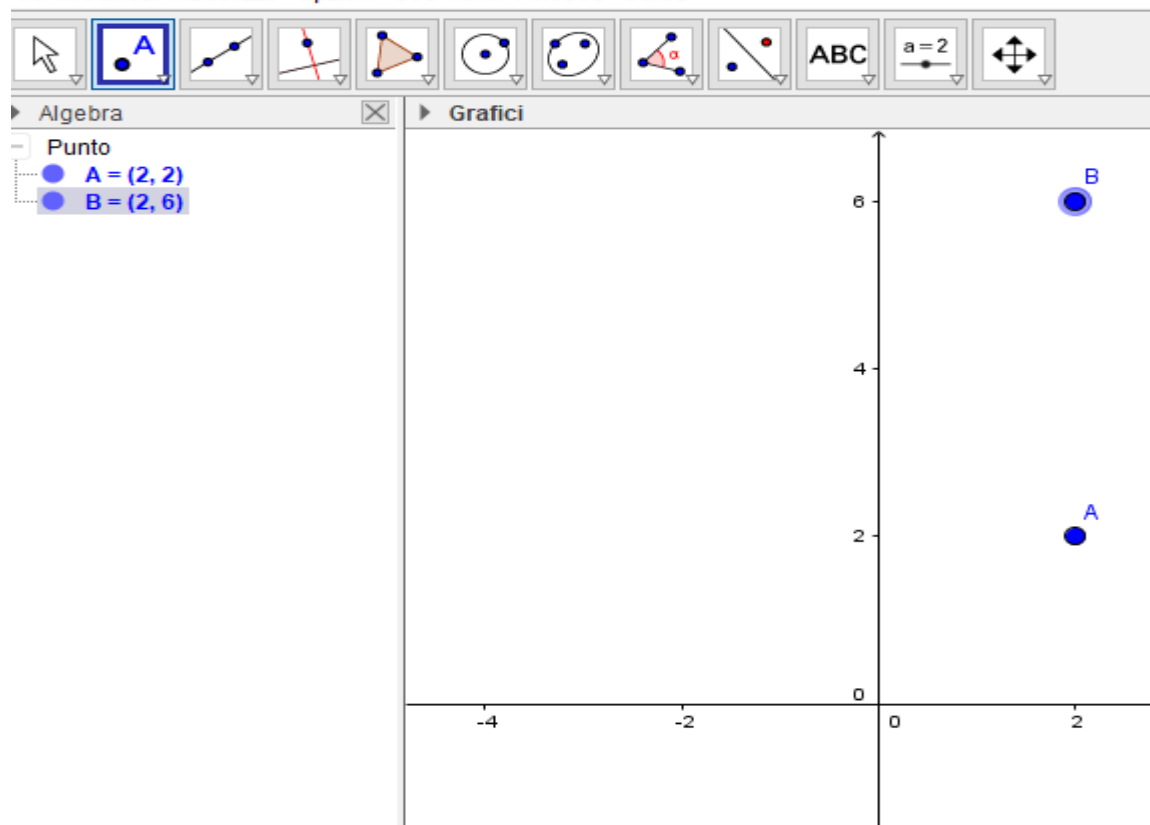 A
α
ABC
a = 2
Algebra
Grafici
Punto
A = (2, 2)
B = (2, 6)
B
6
4
A
2
0
-4
-2
0
2